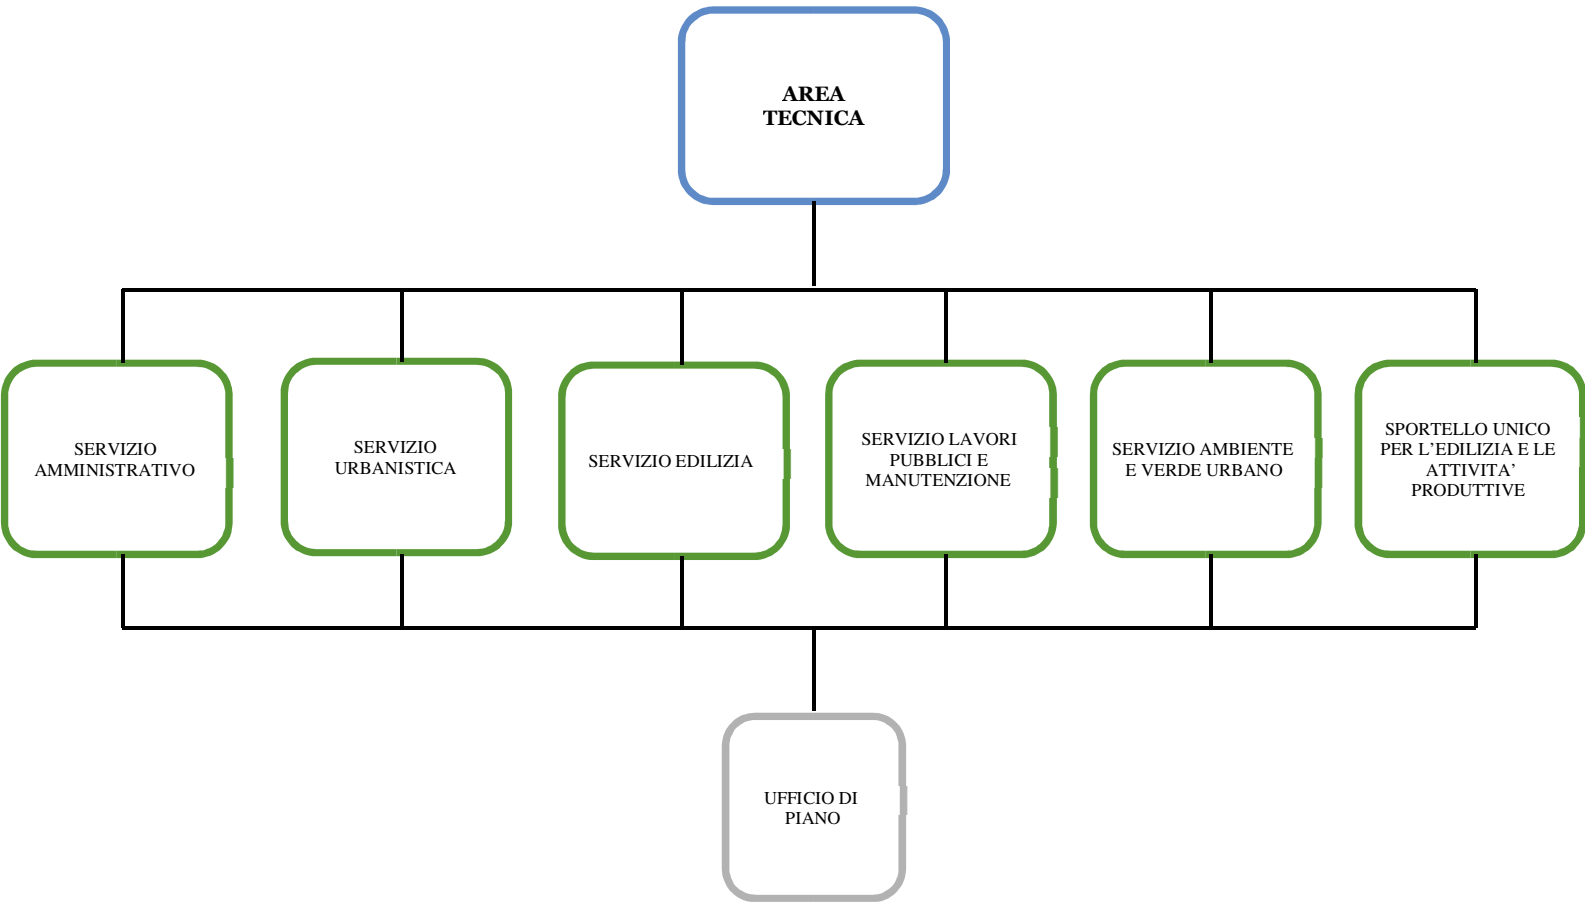 AREA
TECNICA
SERVIZIO
AMMINISTRATIVO
SERVIZIO
URBANISTICA
SERVIZIO EDILIZIA
SERVIZIO LAVORI
PUBBLICI E
MANUTENZIONE
SERVIZIO AMBIENTE
E VERDE URBANO
SPORTELLO UNICO
PER L’EDILIZIA E LE
ATTIVITA’
PRODUTTIVE
UFFICIO DI
PIANO